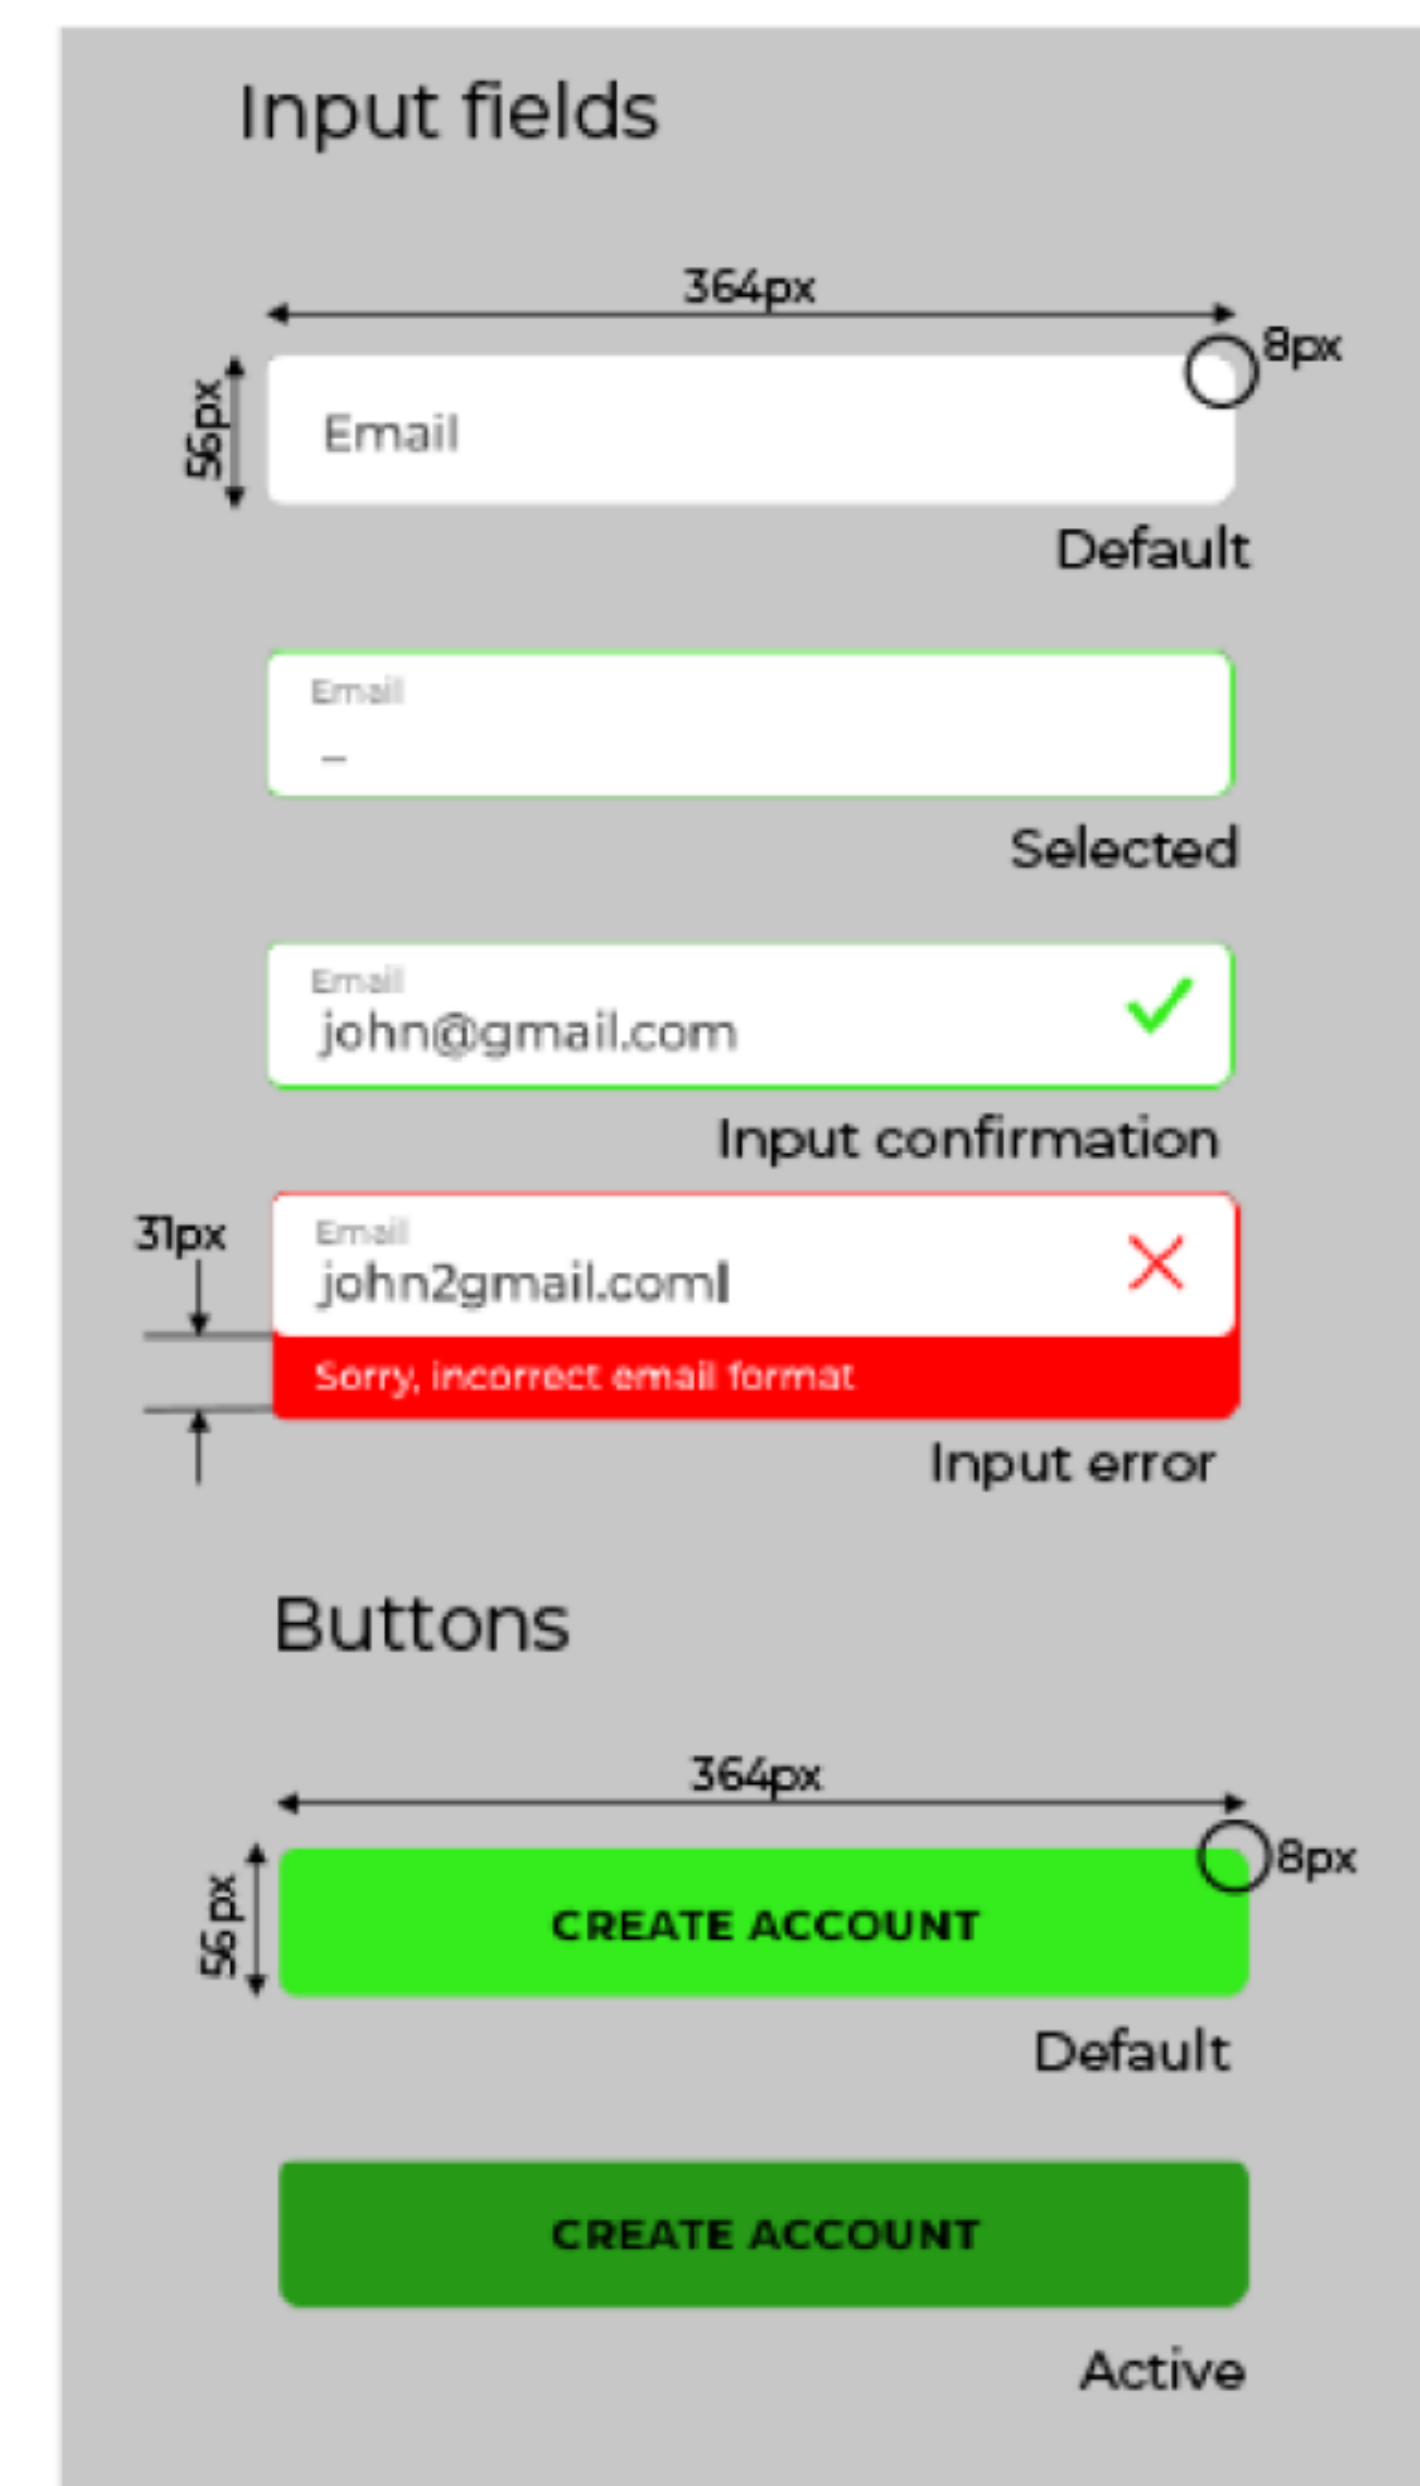 Input fields
364px
8px
56px
Email
Default
Email
–
Selected
Email
john@gmail.com
Input confirmation
31px
Email
john2gmail.com
Sorry, incorrect email format
Input error
Buttons
364px
8px
56px
CREATE ACCOUNT
Default
CREATE ACCOUNT
Active